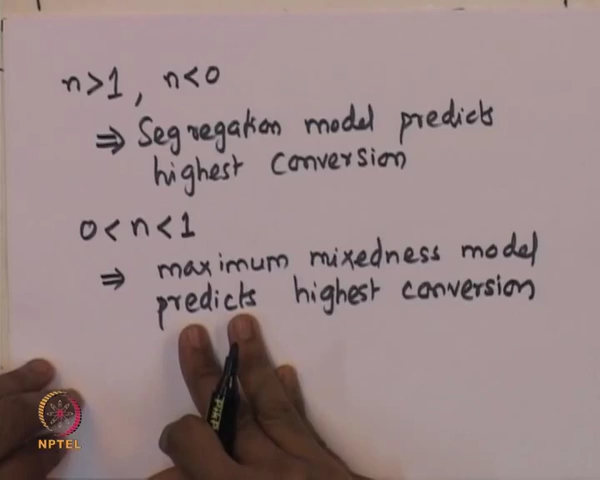 n>1, n<0
⇒ Segregation model predicts
highest conversion
0<n<1
⇒ maximum mixedness model
predicts highest conversion
NPTEL